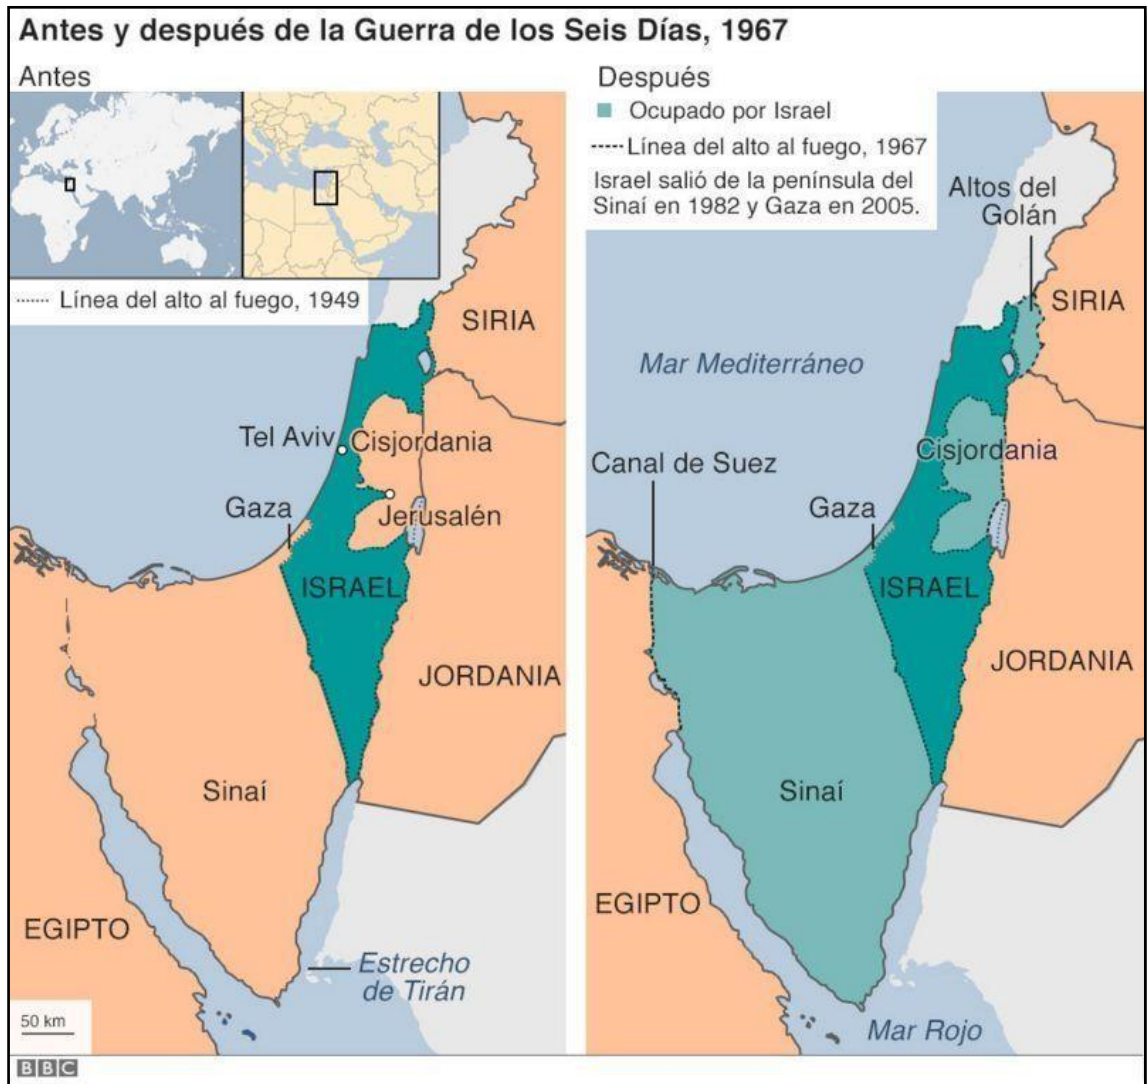 Antes y después de la Guerra de los Seis Días, 1967
Antes
Línea del alto al fuego, 1949
SIRIA
Tel Aviv
Cisjordania
Gaza
Jerusalén
ISRAEL
JORDANIA
Sinaí
EGIPTO
Estrecho
de Tirán
50 km
Después
Ocupado por Israel
Línea del alto al fuego, 1967
Israel salió de la península del
Sinaí en 1982 y Gaza en 2005.
Altos del
Golán
SIRIA
Mar Mediterráneo
Cisjordania
Canal de Suez
Gaza
ISRAEL
JORDANIA
Sinaí
EGIPTO
Mar Rojo
BBC